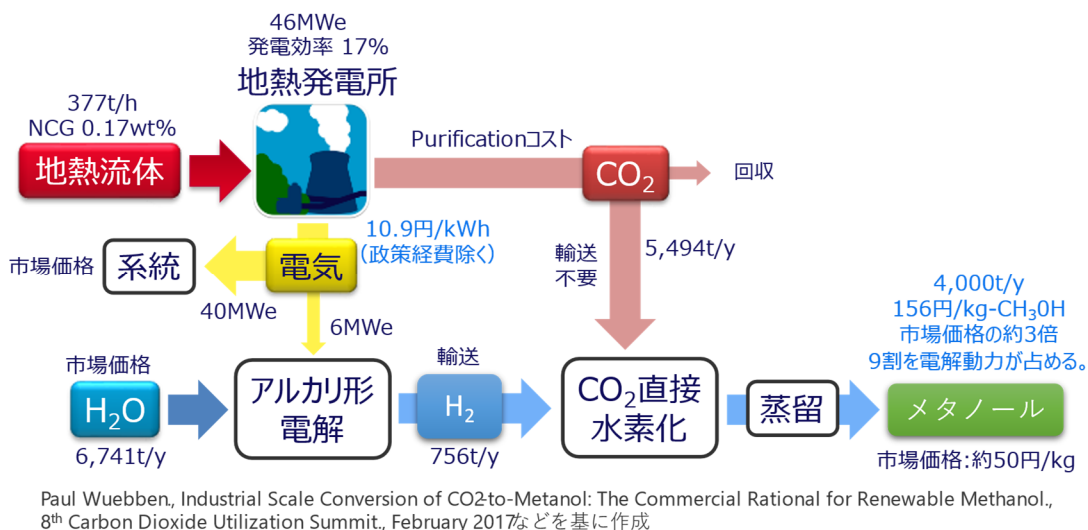 46MWe
発電効率 17%
地熱発電所
377t/h
NCG 0.17wt%
地熱流体
Purificationコスト
CO₂
回収
10.9円/kWh
(政策経費除く)
市場価格
系統
電気
40MWe
6MWe
輸送
不要
5,494t/y
4,000t/y
156円/kg-CH₃0H
市場価格の約3倍
9割を電解動力が占める。
市場価格
H₂O
6,741t/y
アルカリ形
電解
輸送
H₂
756t/y
CO₂直接
水素化
蒸留
メタノール
市場価格:約50円/kg
Paul Wuebben., Industrial Scale Conversion of CO2-to-Metanol: The Commercial Rational for Renewable Methanol.,
8th Carbon Dioxide Utilization Summit., February 2017などを基に作成